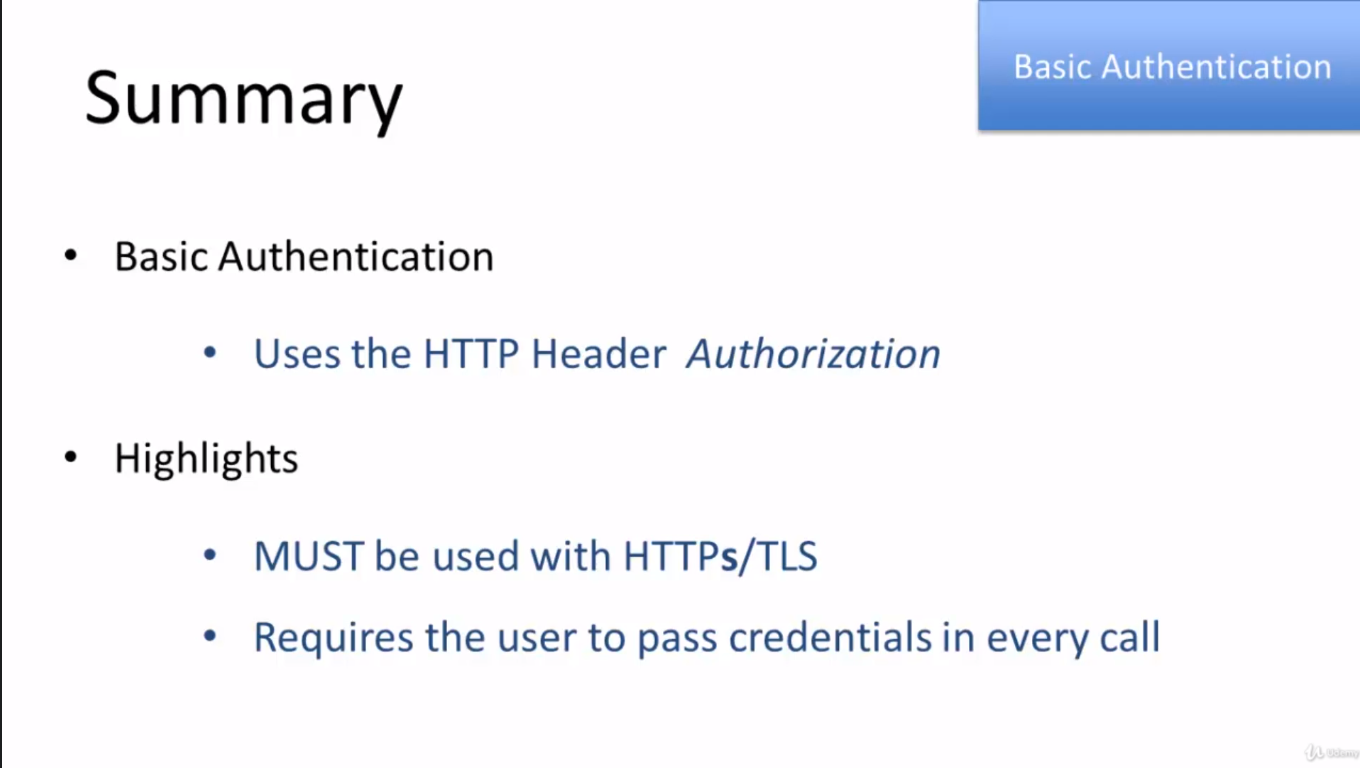 Basic Authentication
Summary
• Basic Authentication
• Uses the HTTP Header Authorization
• Highlights
• MUST be used with HTTPs/TLS
• Requires the user to pass credentials in every call
Udemy